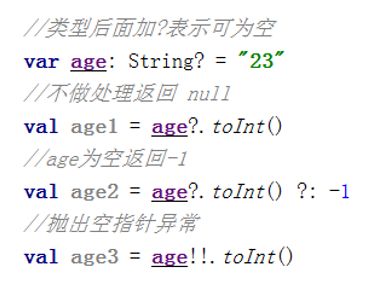 //类型后面加?表示可为空
var age: String? = "23"
//不做处理返回 null
val age1 = age?.toInt()
//age为空返回-1
val age2 = age?.toInt() ?: -1
//抛出空指针异常
val age3 = age!!.toInt()